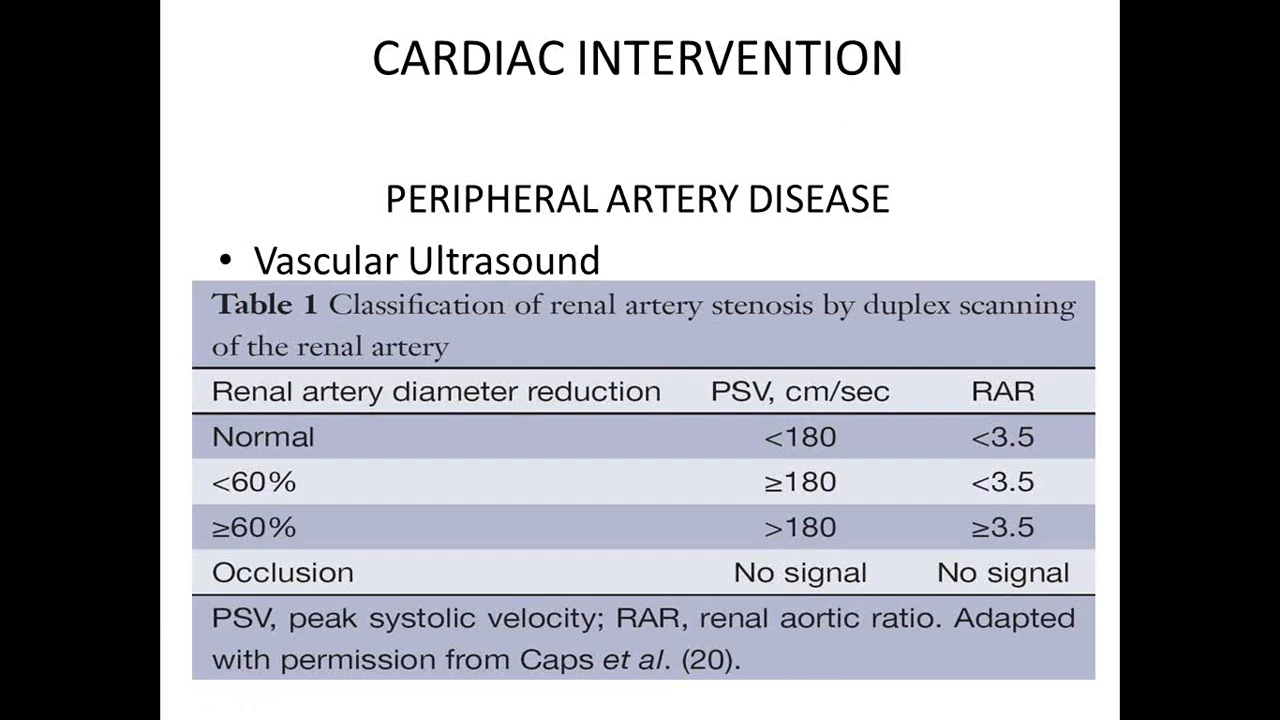 CARDIAC INTERVENTION
PERIPHERAL ARTERY DISEASE
• Vascular Ultrasound
Table 1 Classification of renal artery stenosis by duplex scanning
of the renal artery
Renal artery diameter reduction PSV, cm/sec RAR
Normal <180 <3.5
<60% ≥180 <3.5
≥60% >180 ≥3.5
Occlusion No signal No signal
PSV, peak systolic velocity; RAR, renal aortic ratio. Adapted
with permission from Caps et al. (20).